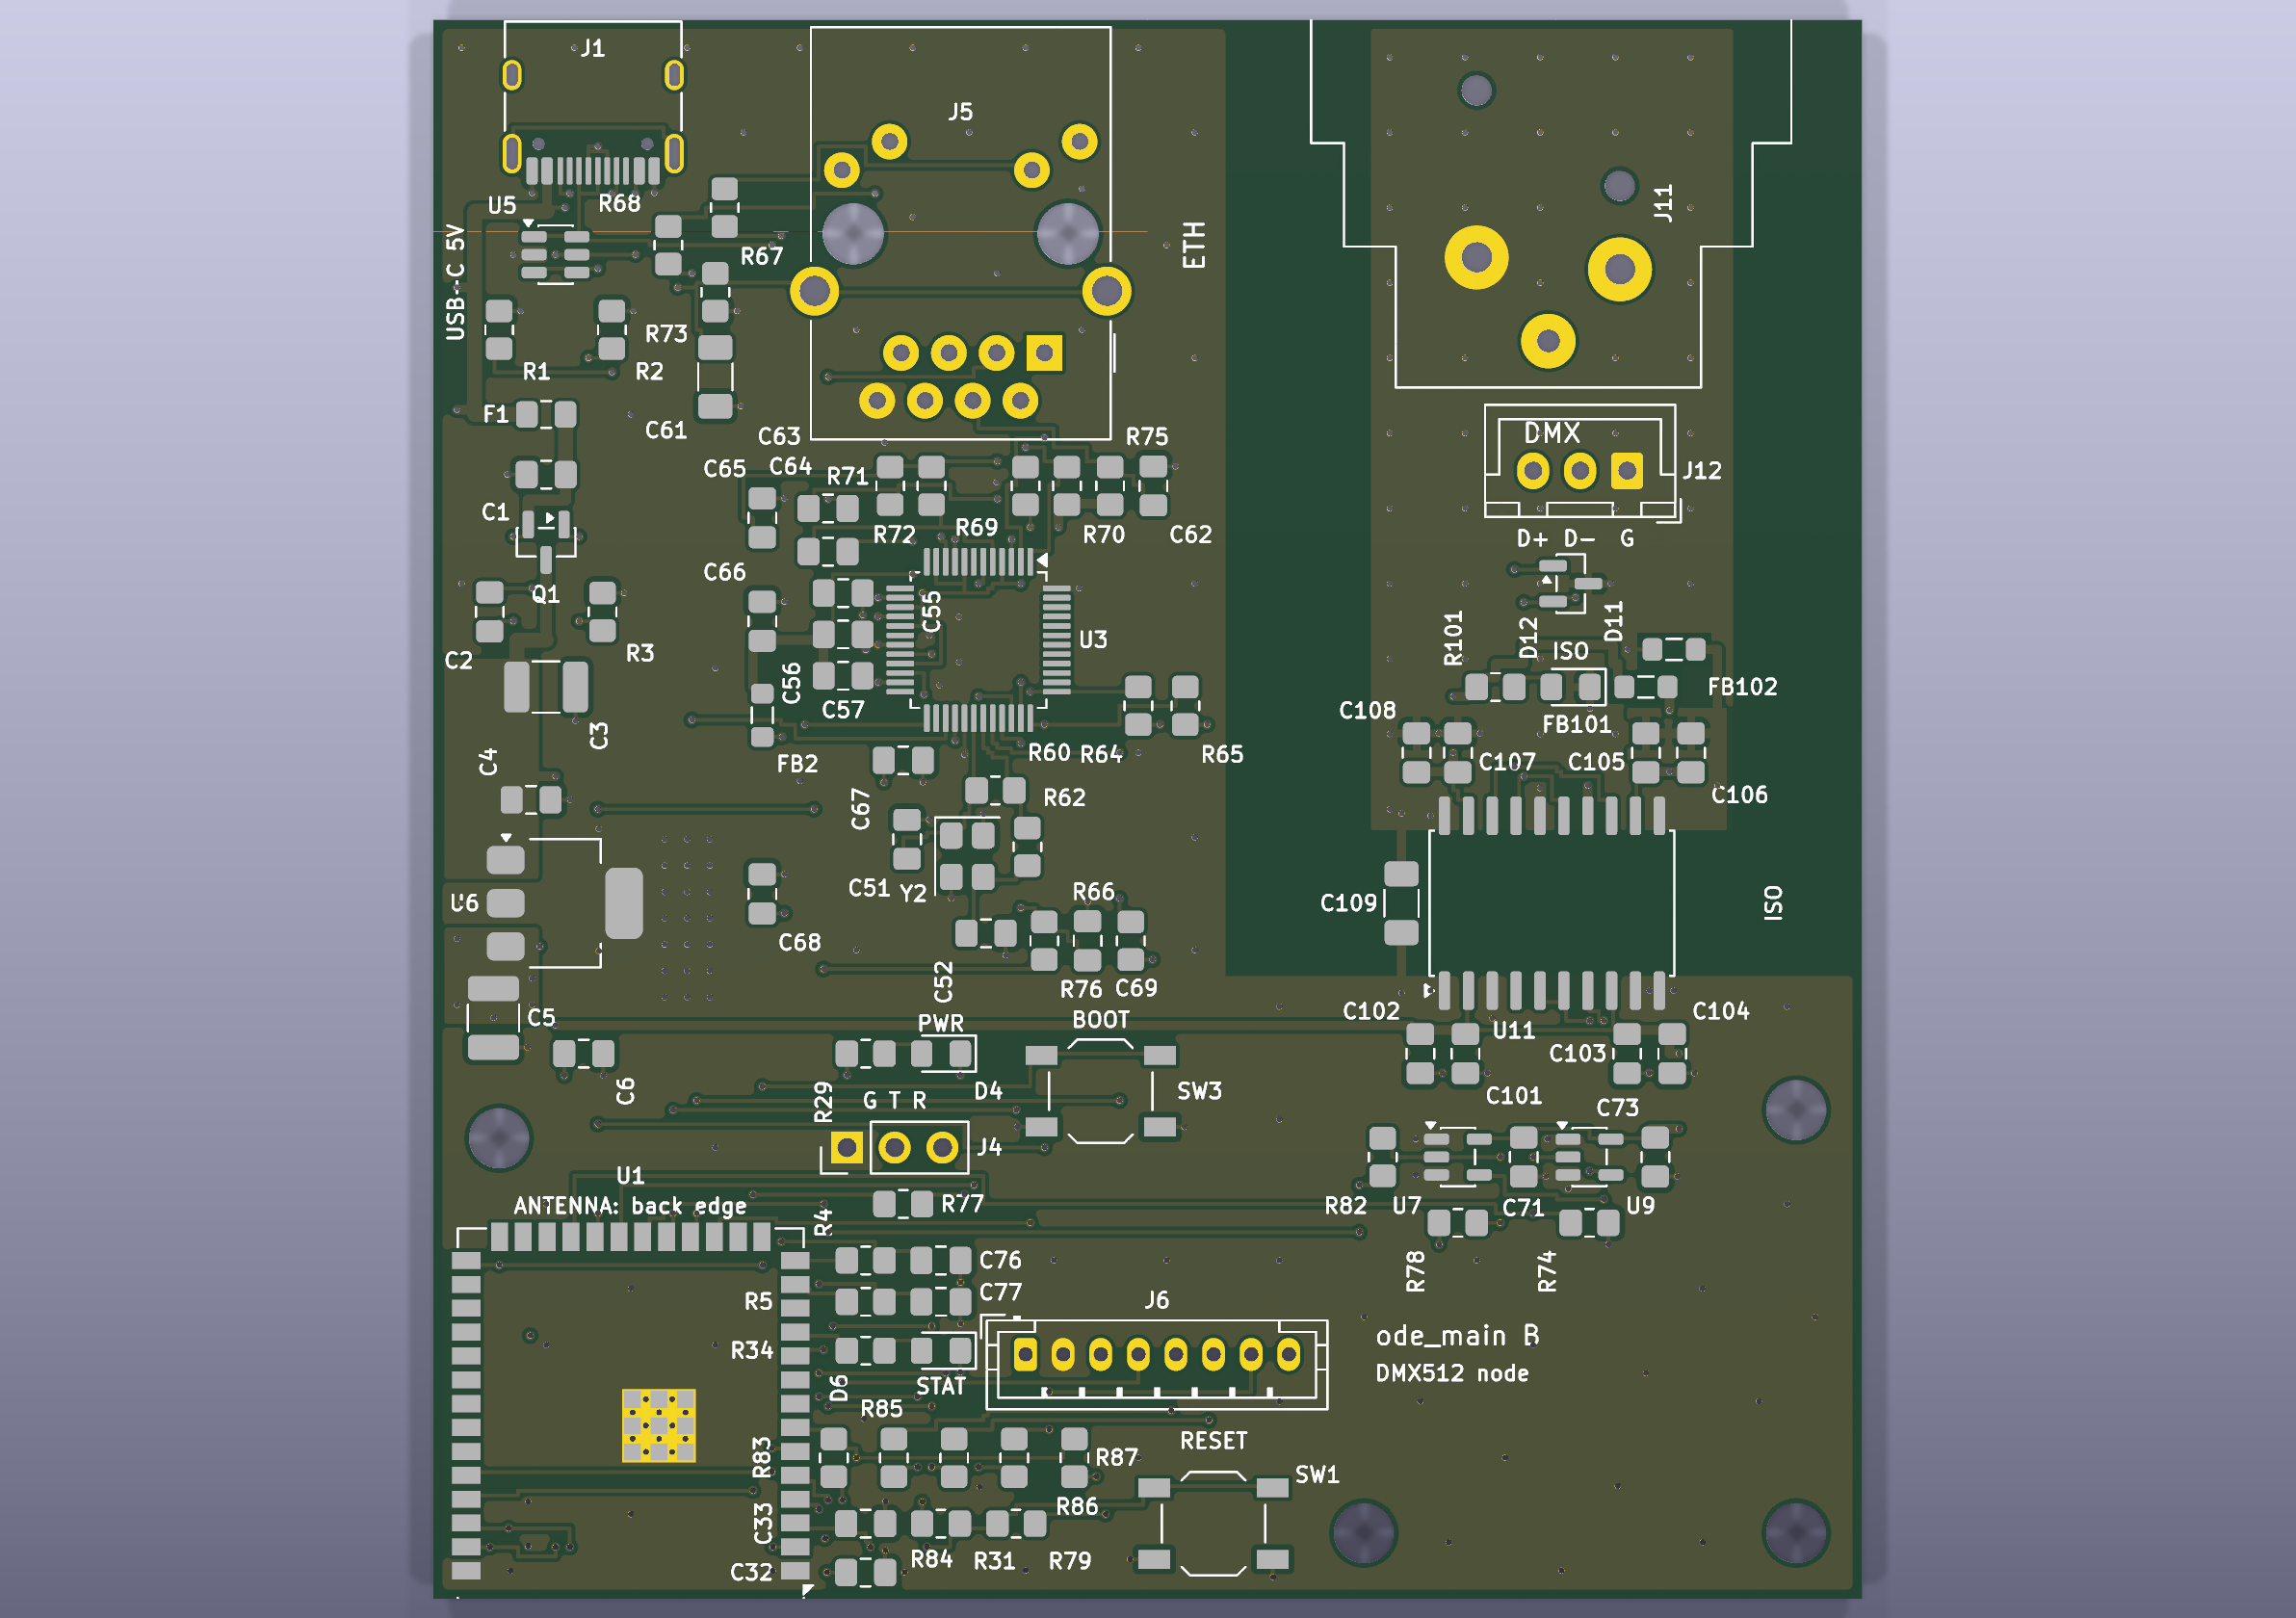 J1
J5
U5
R68
J11
USB-C 5V
R67
ETH
R73
R1
R2
F1
C61
C63
R75
DMX
C65
C64
R71
J12
C1
R72
R69
R70
C62
D+ D- G
C66
Q1
C55
D12
D11
R101
U3
ISO
C2
R3
C56
FB102
C57
C108
FB101
C3
FB2
R60
R64
R65
C107
C105
C4
C67
R62
C106
C51
Y2
R66
U6
C109
ISO
C68
C52
R76
C69
C5
PWR
BOOT
C102
U11
C104
C103
C6
R29
G T R
D4
SW3
C101
C73
J4
U1
ANTENNA: back edge
R4
R77
R82
U7
C71
U9
C76
R78
R74
C77
R5
J6
R34
ode_main B
DMX512 node
D6
STAT
R85
R83
RESET
R87
SW1
R86
C33
R84
R31
R79
C32